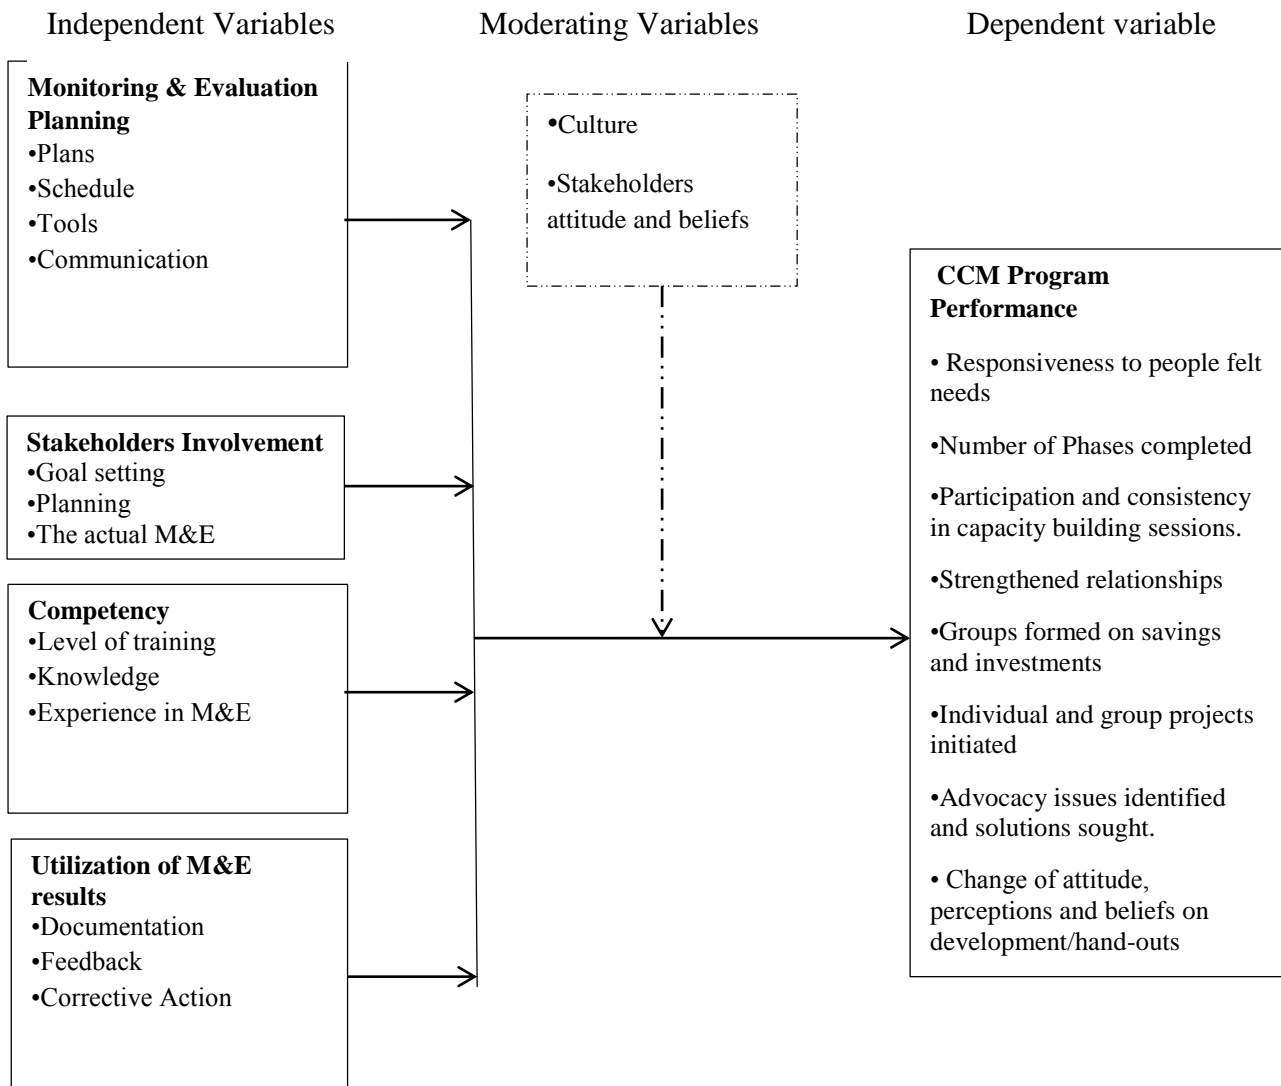 Independent Variables
Moderating Variables
Dependent variable
Monitoring & Evaluation
Planning
•Plans
•Schedule
•Tools
•Communication
Stakeholders Involvement
•Goal setting
•Planning
•The actual M&E
Competency
•Level of training
•Knowledge
•Experience in M&E
Utilization of M&E
results
•Documentation
•Feedback
•Corrective Action
•Culture
•Stakeholders
attitude and beliefs
CCM Program
Performance
• Responsiveness to people felt
needs
•Number of Phases completed
•Participation and consistency
in capacity building sessions.
•Strengthened relationships
•Groups formed on savings
and investments
•Individual and group projects
initiated
•Advocacy issues identified
and solutions sought.
• Change of attitude,
perceptions and beliefs on
development/hand-outs